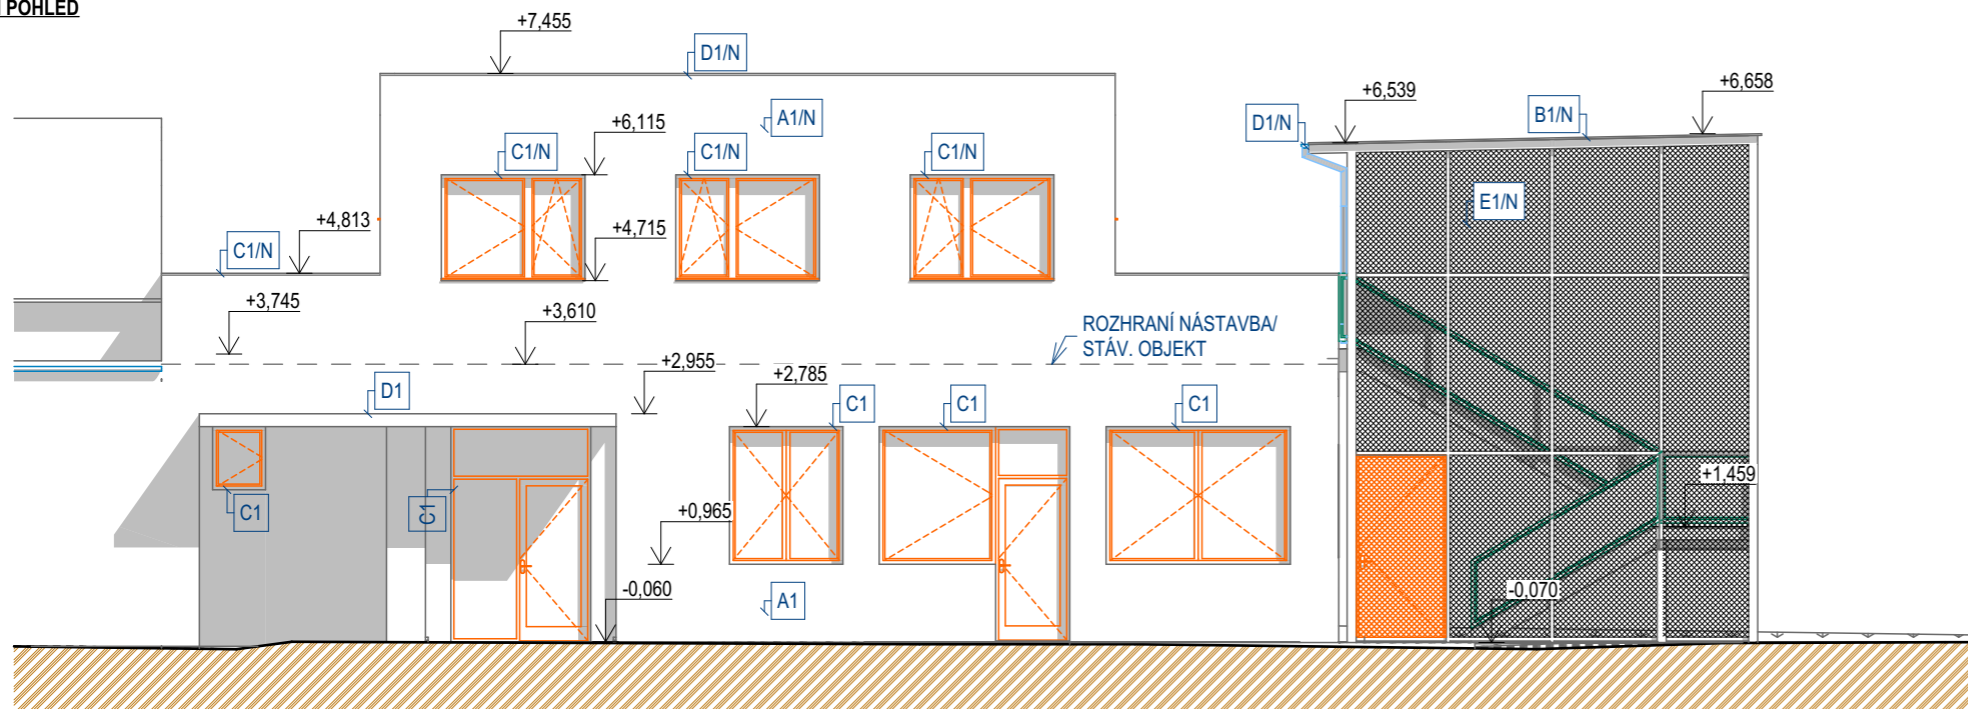 POHLED
+7,455
D1/N
+6,658
+6,539
B1/N
A1/N
D1/N
+6,115
C1/N
C1/N
C1/N
E1/N
+4,813
+4,715
C1/N
+3,745
+3,610
ROZHRANÍ NÁSTAVBA/
STÁV. OBJEKT
+2,955
+2,785
D1
C1
C1
C1
+1,459
C1
C1
+0,965
-0,060
-0,070
A1